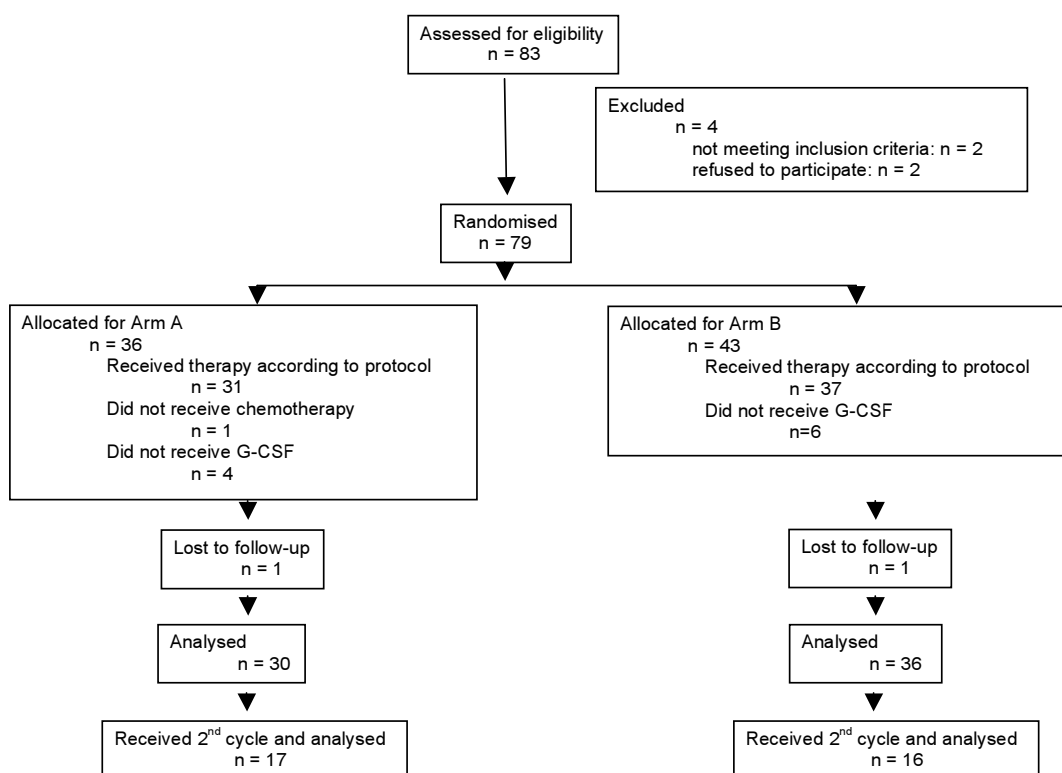 Assessed for eligibility
n = 83
Excluded
n = 4
not meeting inclusion criteria: n = 2
refused to participate: n = 2
Randomised
n = 79
Allocated for Arm A
n = 36
Received therapy according to protocol
n = 31
Did not receive chemotherapy
n = 1
Did not receive G-CSF
n = 4
Allocated for Arm B
n = 43
Received therapy according to protocol
n = 37
Did not receive G-CSF
n=6
Lost to follow-up
n = 1
Lost to follow-up
n = 1
Analysed
n = 30
Analysed
n = 36
Received 2nd cycle and analysed
n = 17
Received 2nd cycle and analysed
n = 16